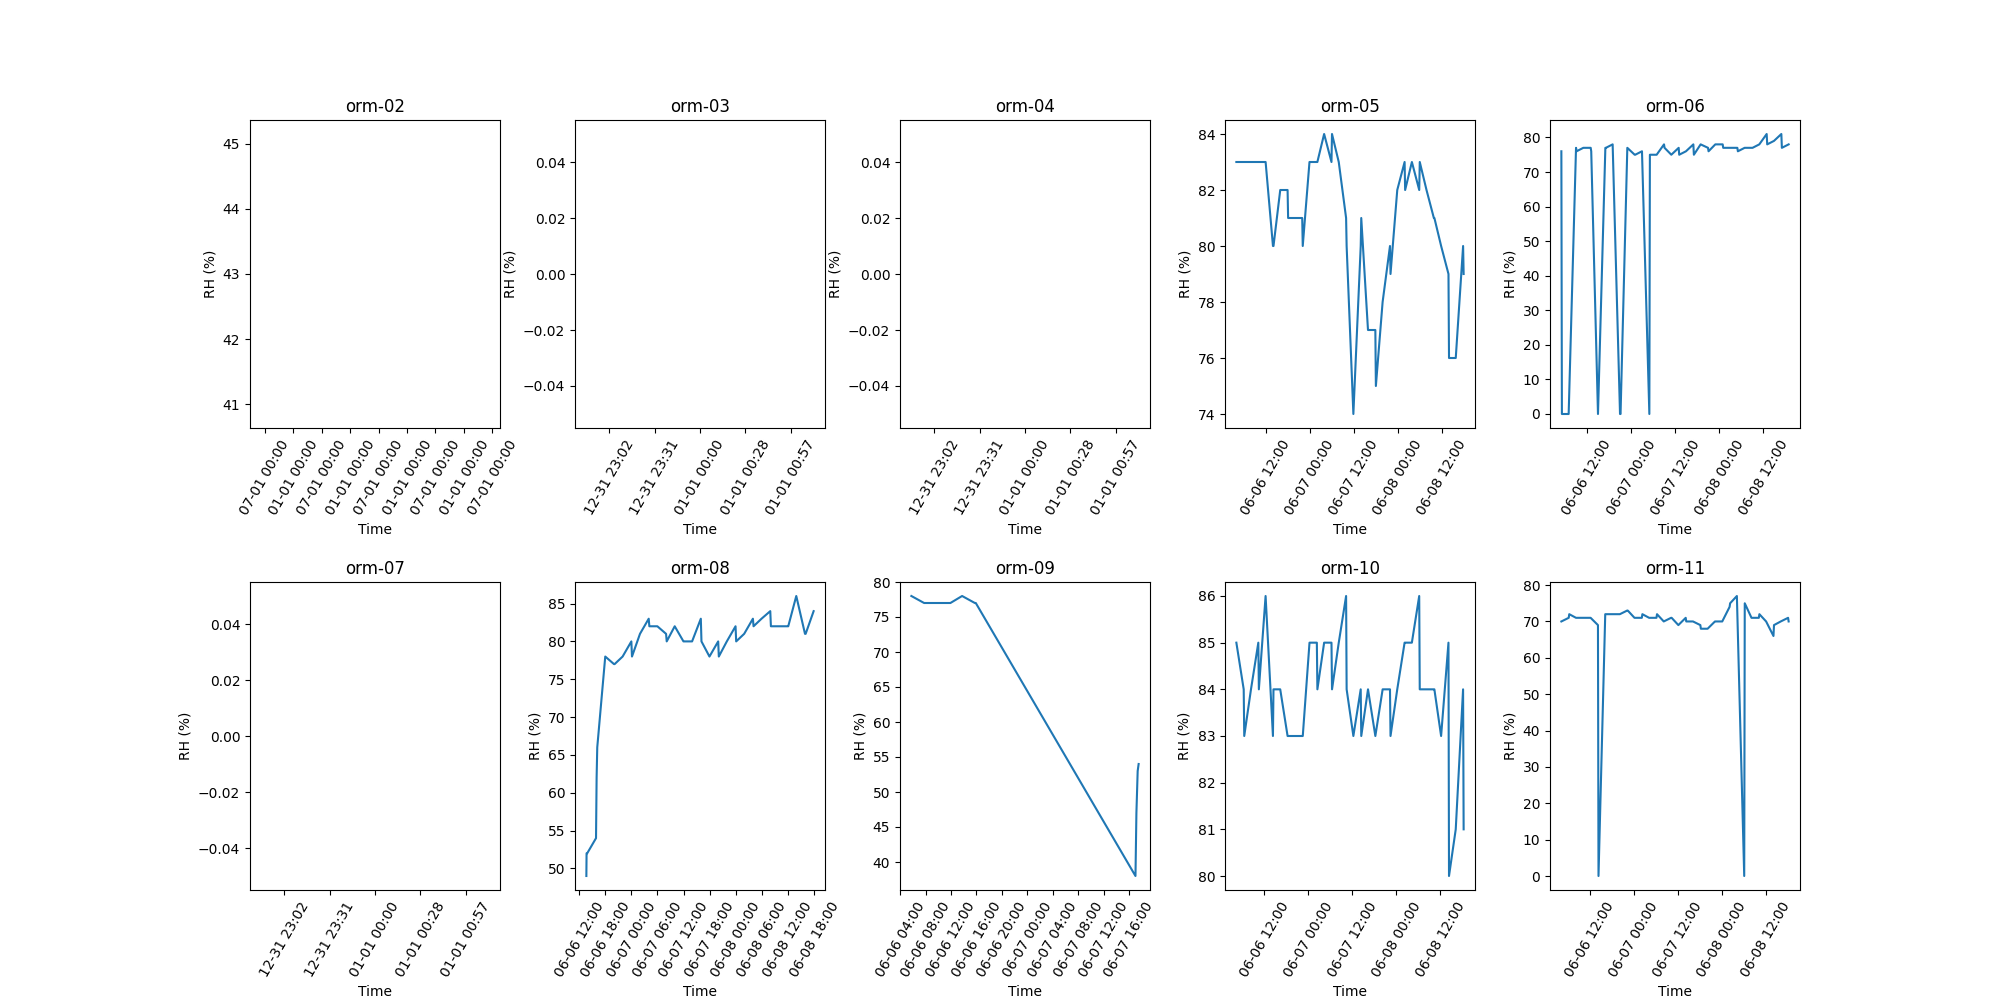 orm-02 orm-03 orm-04 orm-05 orm-06
45
44
43
42
41
RH (%)
07-01 00:00 01-01 00:00 07-01 00:00 01-01 00:00 07-01 00:00 01-01 00:00 07-01 00:00 01-01 00:00 07-01 00:00
Time
0.04
0.02
0.00
−0.02
−0.04
RH (%)
12-31 23:02 12-31 23:31 01-01 00:00 01-01 00:28 01-01 00:57
Time
0.04
0.02
0.00
−0.02
−0.04
RH (%)
12-31 23:02 12-31 23:31 01-01 00:00 01-01 00:28 01-01 00:57
Time
84
82
80
78
76
74
RH (%)
06-06 12:00 06-07 00:00 06-07 12:00 06-08 00:00 06-08 12:00
Time
80
70
60
50
40
30
20
10
0
RH (%)
06-06 12:00 06-07 00:00 06-07 12:00 06-08 00:00 06-08 12:00
Time
orm-07 orm-08 orm-09 orm-10 orm-11
0.04
0.02
0.00
−0.02
−0.04
RH (%)
12-31 23:02 12-31 23:31 01-01 00:00 01-01 00:28 01-01 00:57
Time
85
80
75
70
65
60
55
50
RH (%)
06-06 12:00 06-06 18:00 06-07 00:00 06-07 06:00 06-07 12:00 06-07 18:00 06-08 00:00 06-08 06:00 06-08 12:00 06-08 18:00
Time
80
75
70
65
60
55
50
45
40
RH (%)
06-06 04:00 06-06 08:00 06-06 12:00 06-06 16:00 06-06 20:00 06-07 00:00 06-07 04:00 06-07 08:00 06-07 12:00 06-07 16:00
Time
86
85
84
83
82
81
80
RH (%)
06-06 12:00 06-07 00:00 06-07 12:00 06-08 00:00 06-08 12:00
Time
80
70
60
50
40
30
20
10
0
RH (%)
06-06 12:00 06-07 00:00 06-07 12:00 06-08 00:00 06-08 12:00
Time